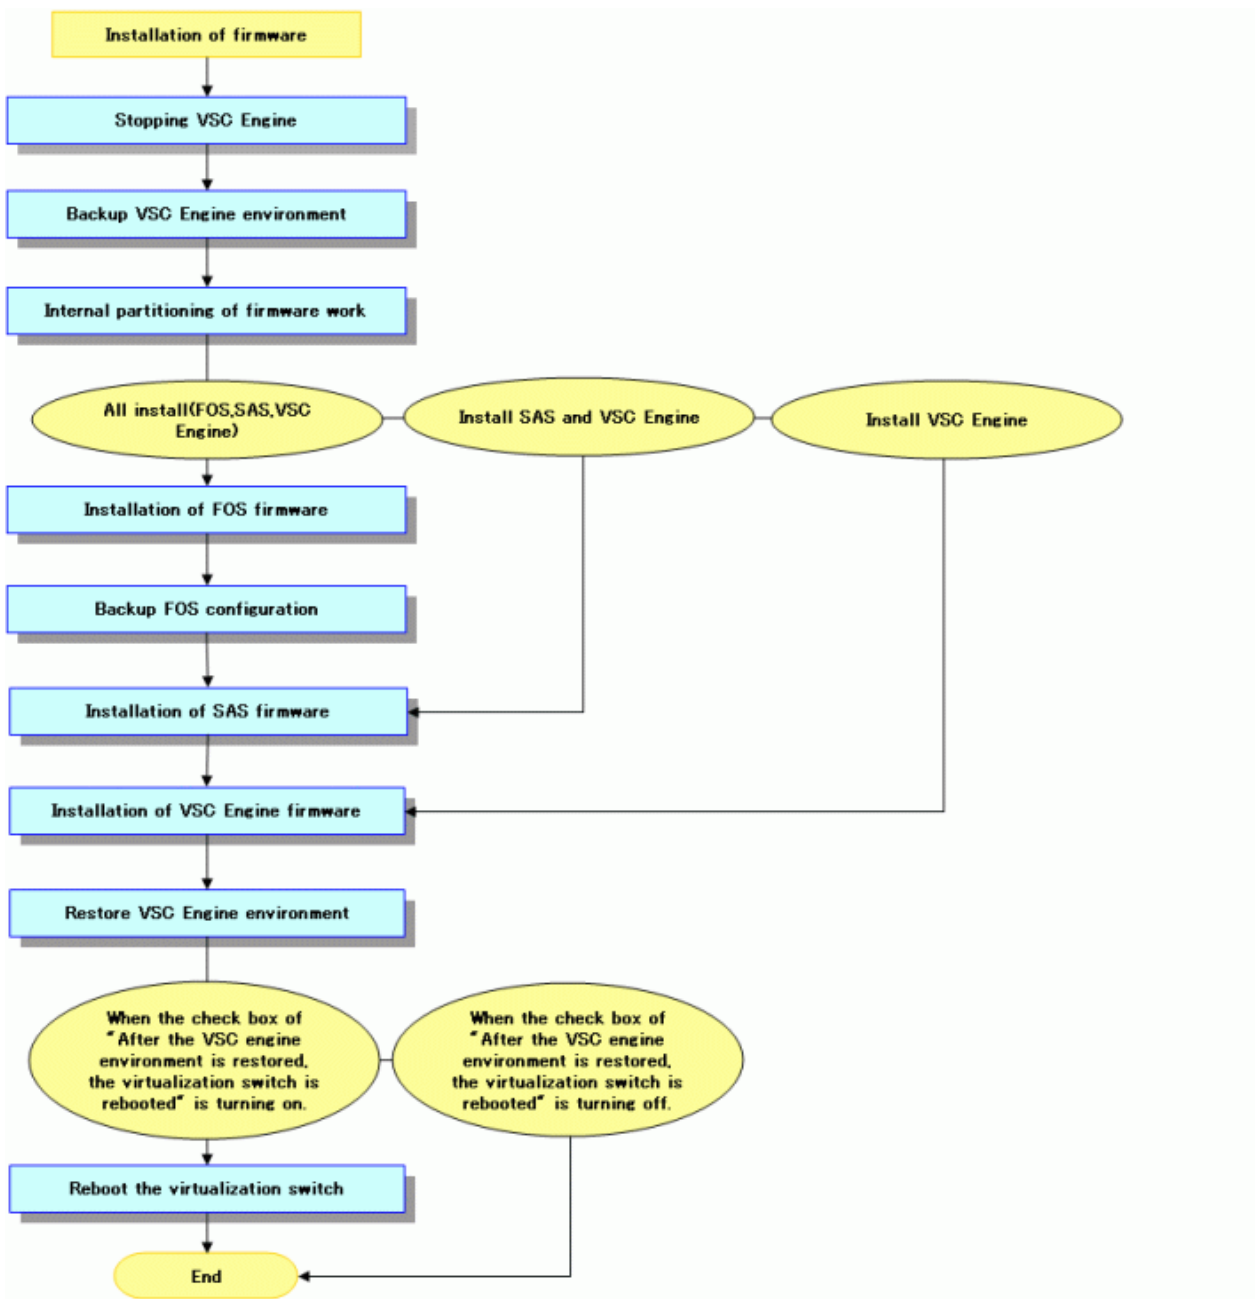 Installation of firmware
Stopping VSC Engine
Backup VSC Engine environment
Internal partitioning of firmware work
All install(FOS,SAS,VSC
Engine)
Install SAS and VSC Engine
Install VSC Engine
Installation of FOS firmware
Backup FOS configuration
Installation of SAS firmware
Installation of VSC Engine firmware
Restore VSC Engine environment
When the check box of
"After the VSC engine
environment is restored,
the virtualization switch is
rebooted" is turning on.
When the check box of
"After the VSC engine
environment is restored,
the virtualization switch is
rebooted" is turning off.
Reboot the virtualization switch
End